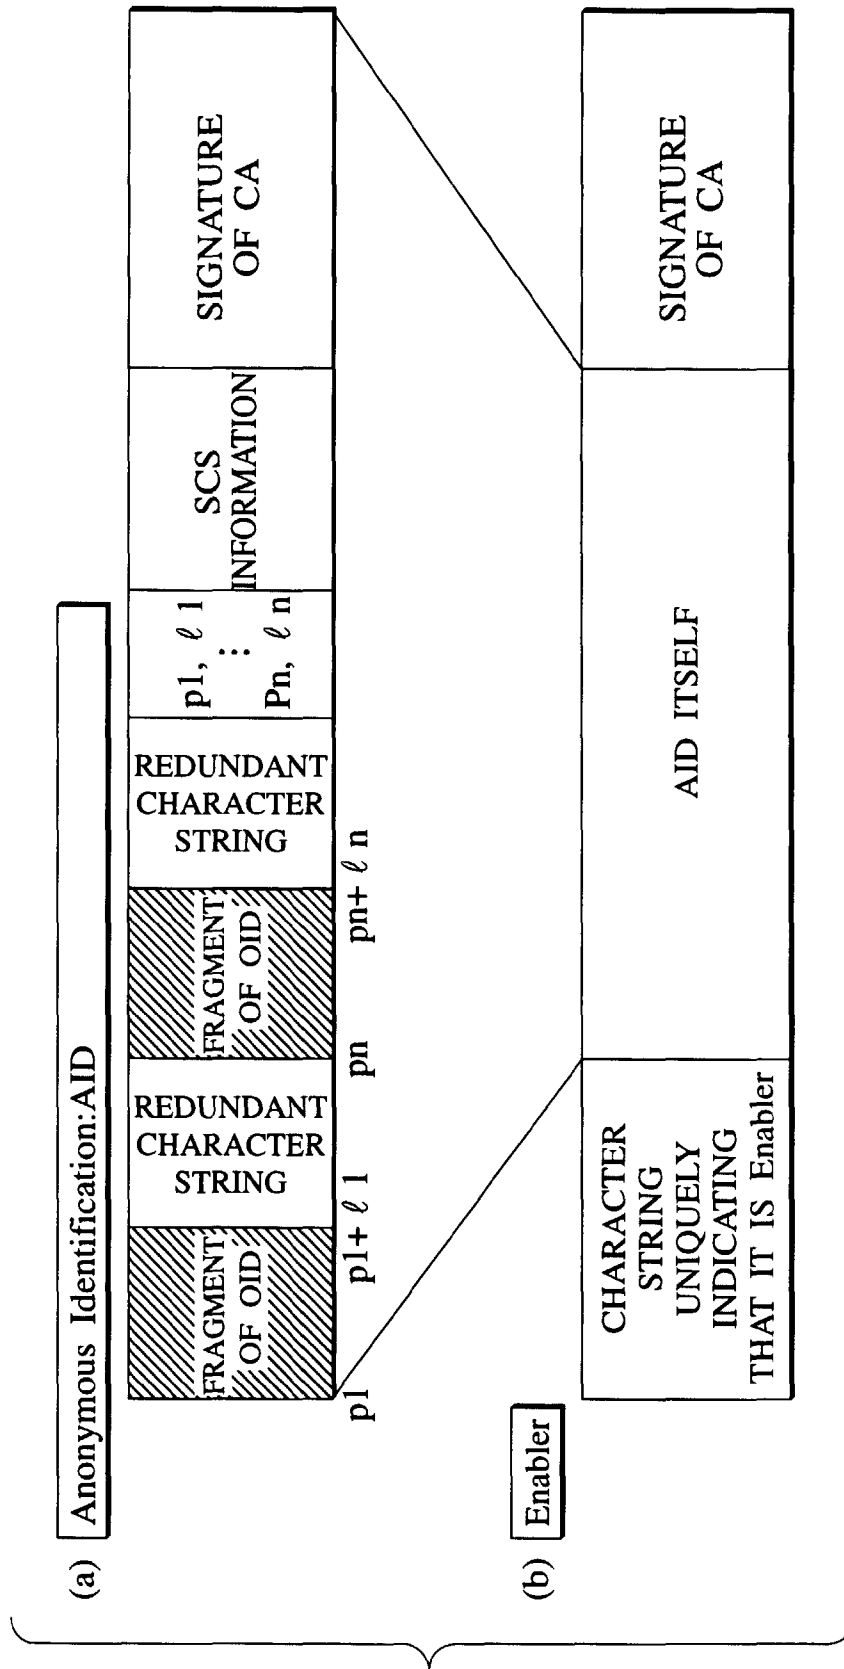 (a)
Anonymous Identification:AID
FRAGMENT
OF OID
REDUNDANT
CHARACTER
STRING
FRAGMENT
OF OID
REDUNDANT
CHARACTER
STRING
p1, ℓ 1
⋮
Pn, ℓ n
SCS
INFORMATION
SIGNATURE
OF CA
p1
p1+ ℓ 1
pn
pn+ ℓ n
(b)
Enabler
CHARACTER
STRING
UNIQUELY
INDICATING
THAT IT IS Enabler
AID ITSELF
SIGNATURE
OF CA